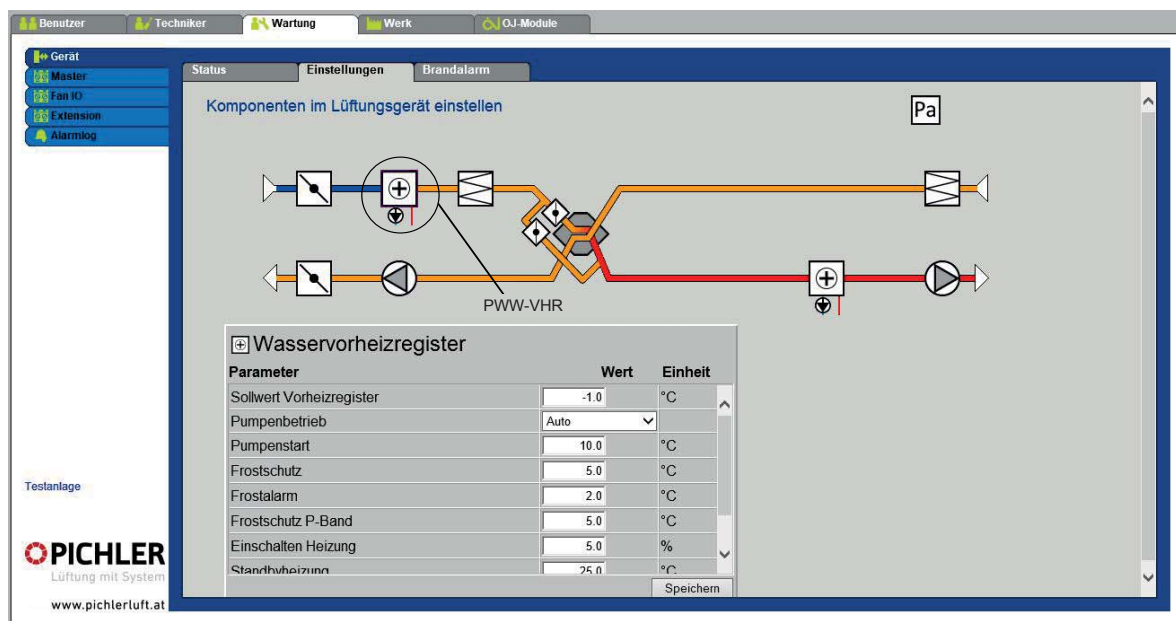 Benutzer Techniker Wartung Werk OJ-Module
Gerät
Master
Fan IO
Extension
Alarmlog
Status Einstellungen Brandalarm
Komponenten im Lüftungsgerät einstellen
Pa
PWW-VHR
Wasservorheizregister
Parameter Wert Einheit
Sollwert Vorheizregister -1.0 °C
Pumpenbetrieb Auto
Pumpenstart 10.0 °C
Frostschutz 5.0 °C
Frostalarm 2.0 °C
Frostschutz P-Band 5.0 °C
Einschalten Heizung 5.0 %
Standbyheizung 25.0 °C
Speichern
Testanlage
PICHLER
Lüftung mit System
www.pichlerluft.at